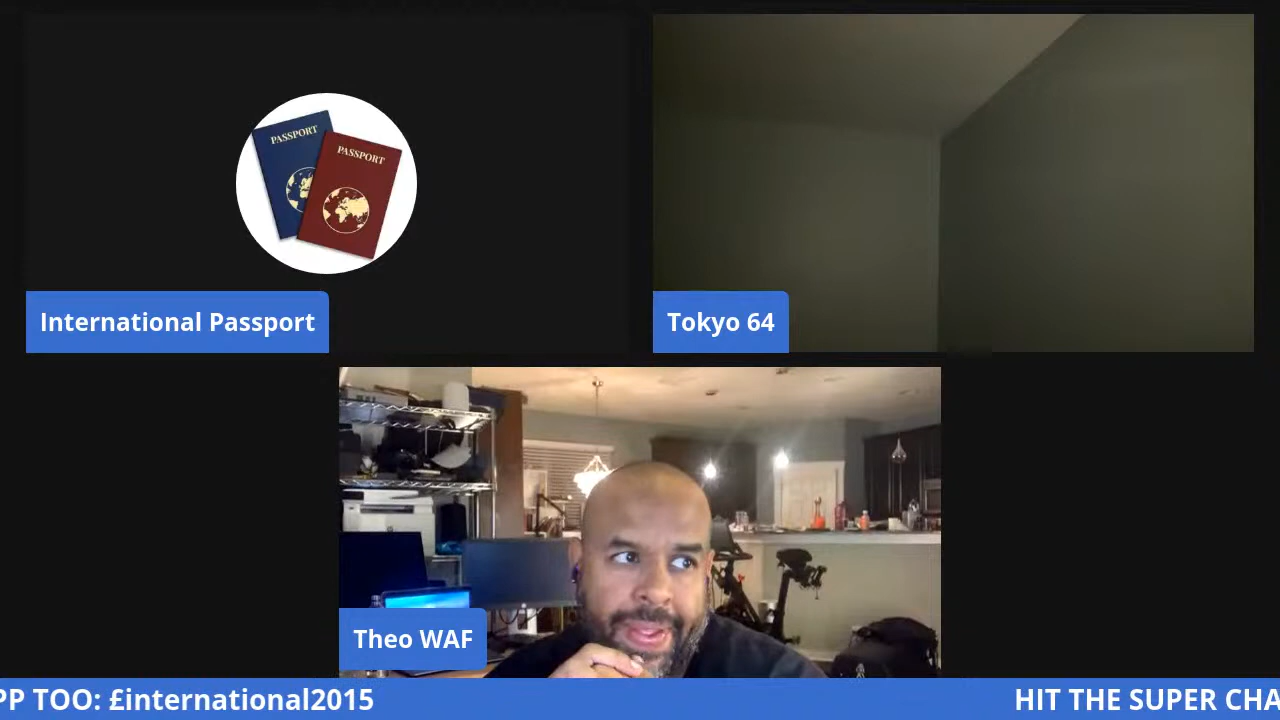 PASSPORT
PASSPORT
International Passport
Tokyo 64
Theo WAF
PP TOO: £international2015
HIT THE SUPER CHA